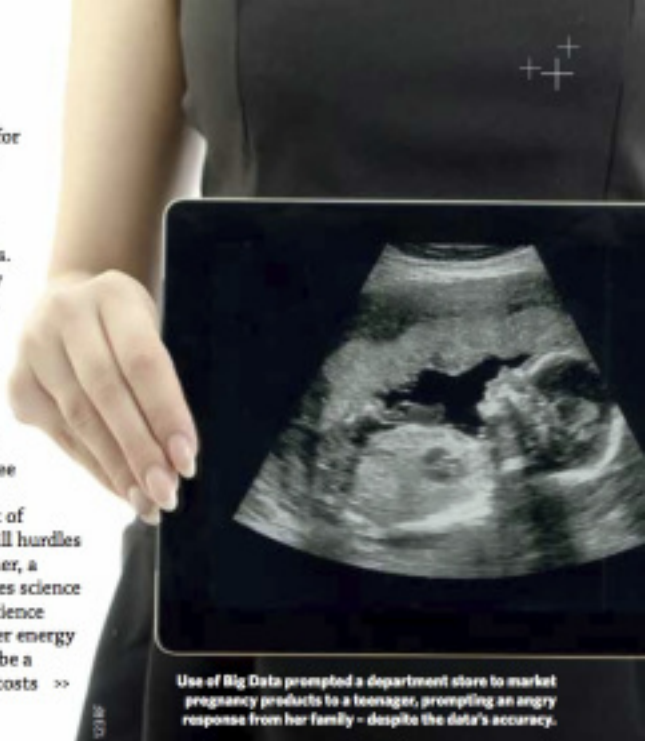 for
s.
ee
of
ll hurdles
er, a
es science
ience
er energy
be a
costs >>
Use of Big Data prompted a department store to market
pregnancy products to a teenager, prompting an angry
response from her family – despite the data's accuracy.
123RF